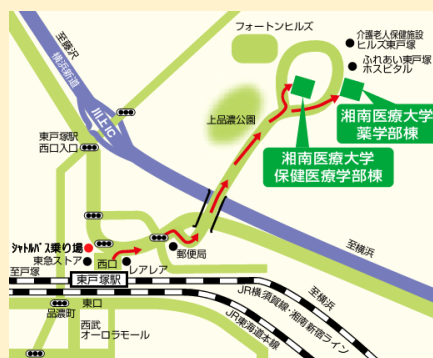 至横浜
横浜新道
川上IC
フォートンヒルズ
介護老人保健施設
ヒルズ東戸塚
ふれあい東戸塚
ホスピタル
上品濃公園
湘南医療大学
薬学部棟
湘南医療大学
保健医療学部棟
東戸塚駅
西口入口
至横浜
シャトルバス乗り場
東急ストア
西口
レアレア
郵便局
至戸塚
東戸塚駅
東口
品濃町
西武
オーロラモール
至横浜
JR横須賀線・湘南新宿ライン
JR東海道本線